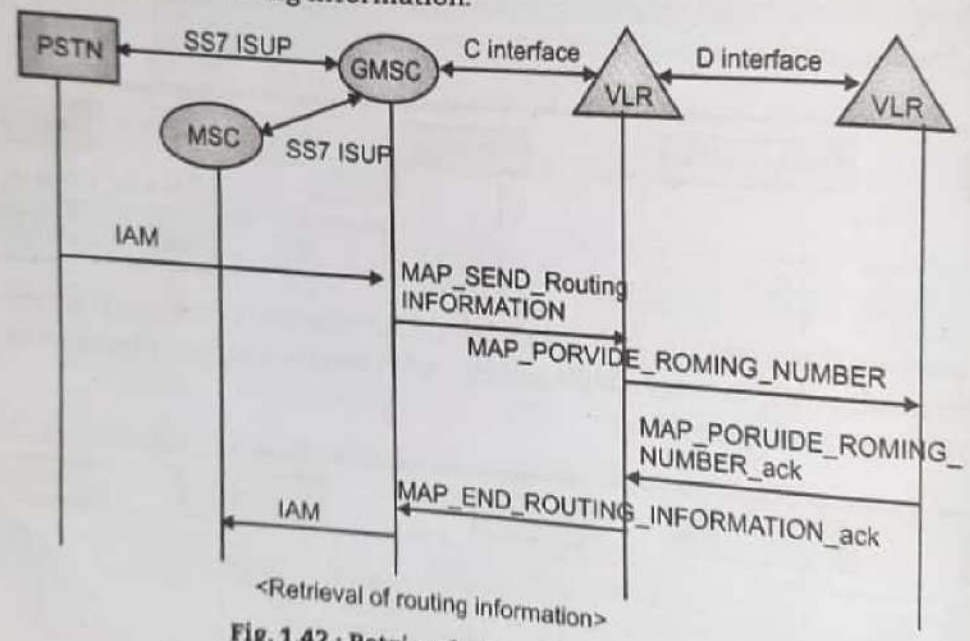 information.
PSTN
SS7 ISUP
GMSC
C interface
VLR
D interface
VLR
MSC
SS7 ISUP
IAM
MAP_SEND_Routing
INFORMATION
MAP_PORVIDE_ROMING_NUMBER
MAP_PORUIDE_ROMING_
NUMBER_ack
MAP_END_ROUTING_INFORMATION_ack
IAM
<Retrieval of routing information>
Fig. 1.42 :